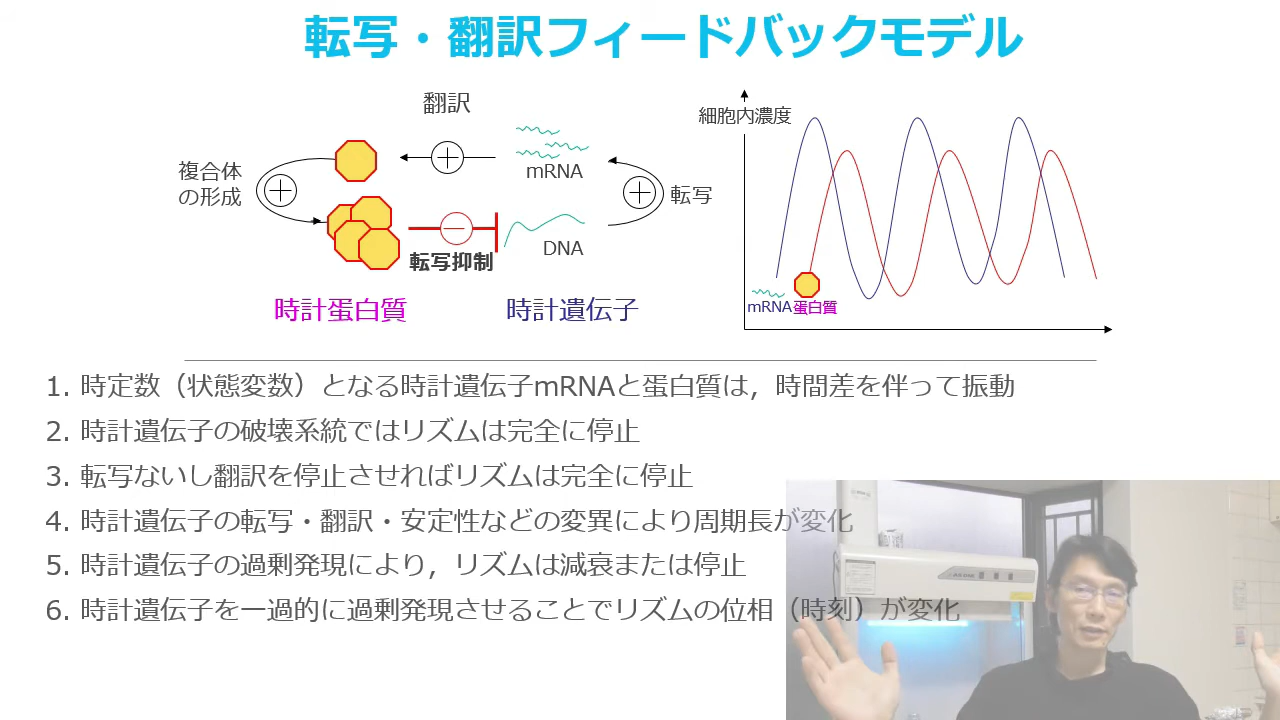 転写・翻訳フィードバックモデル
翻訳
細胞内濃度
複合体
の形成
mRNA
転写
DNA
転写抑制
時計蛋白質
時計遺伝子
mRNA
蛋白質
1. 時定数（状態変数）となる時計遺伝子mRNAと蛋白質は，時間差を伴って振動
2. 時計遺伝子の破壊系統ではリズムは完全に停止
3. 転写ないし翻訳を停止させればリズムは完全に停止
4. 時計遺伝子の転写・翻訳・安定性などの変異により周期長が変化
5. 時計遺伝子の過剰発現により，リズムは減衰または停止
6. 時計遺伝子を一過的に過剰発現させることでリズムの位相（時刻）が変化